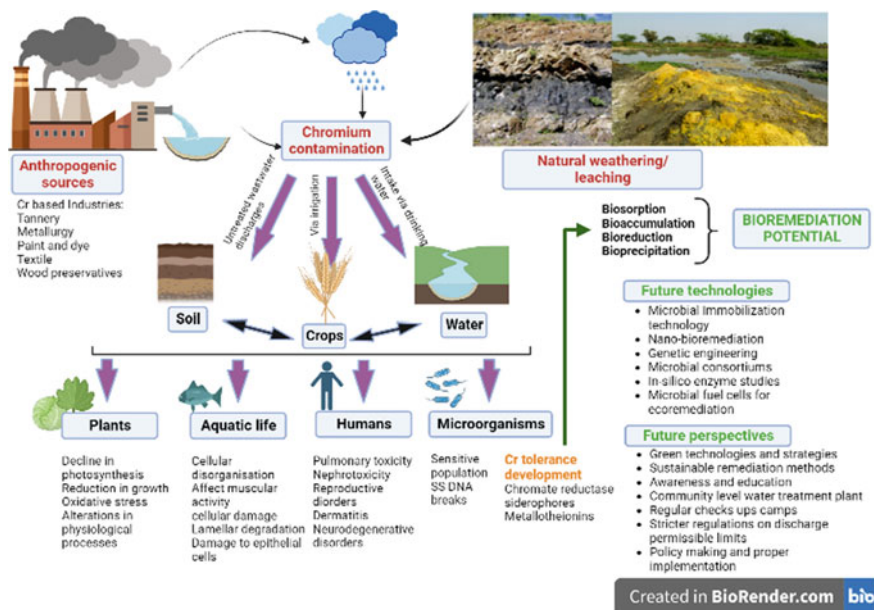 Chromium
contamination
Anthropogenic
sources
Cr based Industries:
Tannery
Metallurgy
Paint and dye
Textile
Wood preservatives
Natural weathering/
leaching
Untreated wastwater
discharges
Via irrigation
Intake via drinking
water
Biosorption
Bioaccumulation
Bioreduction
Bioprecipitation
BIOREMEDIATION
POTENTIAL
Soil
Crops
Water
Future technologies
• Microbial Immobilization
technology
• Nano-bioremediation
• Genetic engineering
• Microbial consortiums
• In-silico enzyme studies
• Microbial fuel cells for
ecoremediation
Plants
Decline in
photosynthesis
Reduction in growth
Oxidative stress
Alterations in
physiological
processes
Aquatic life
Cellular
disorganisation
Affect muscular
activity
cellular damage
Lamellar degradation
Damage to epithelial
cells
Humans
Pulmonary toxicity
Nephrotoxicity
Reproductive
diorders
Dermatitis
Neurodegenerative
disorders
Microorganisms
Sensitive
population
SS DNA
breaks
Cr tolerance
development
Chromate reductase
siderophores
Metallotheionins
Future perspectives
• Green technologies and strategies
• Sustainable remediation methods
• Awareness and education
• Community level water treatment plant
• Regular checks ups camps
• Stricter regulations on discharge
permissible limits
• Policy making and proper
implementation
Created in BioRender.com
bio